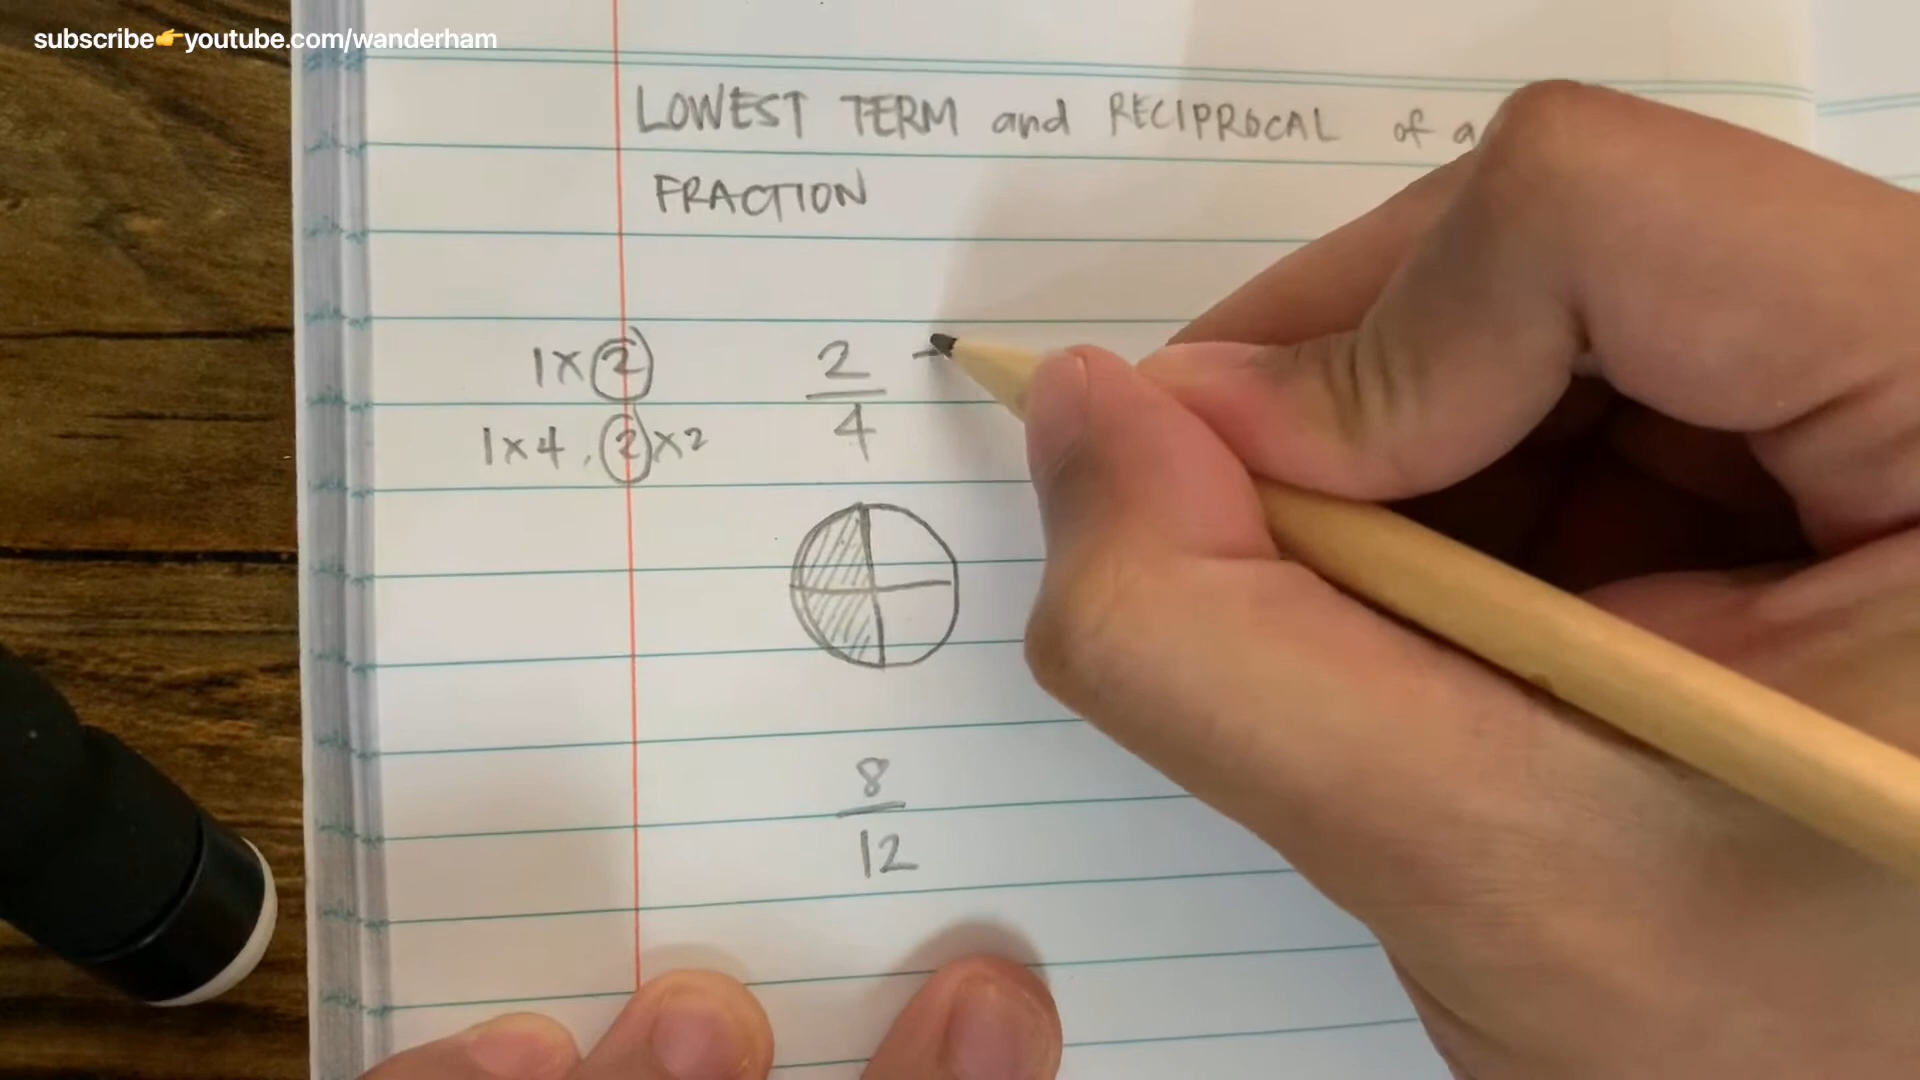 subscribe👉youtube.com/wanderham
LOWEST TERM and RECIPROCAL of a
FRACTION
1x2
2
4
1x4, 2x2
8
12